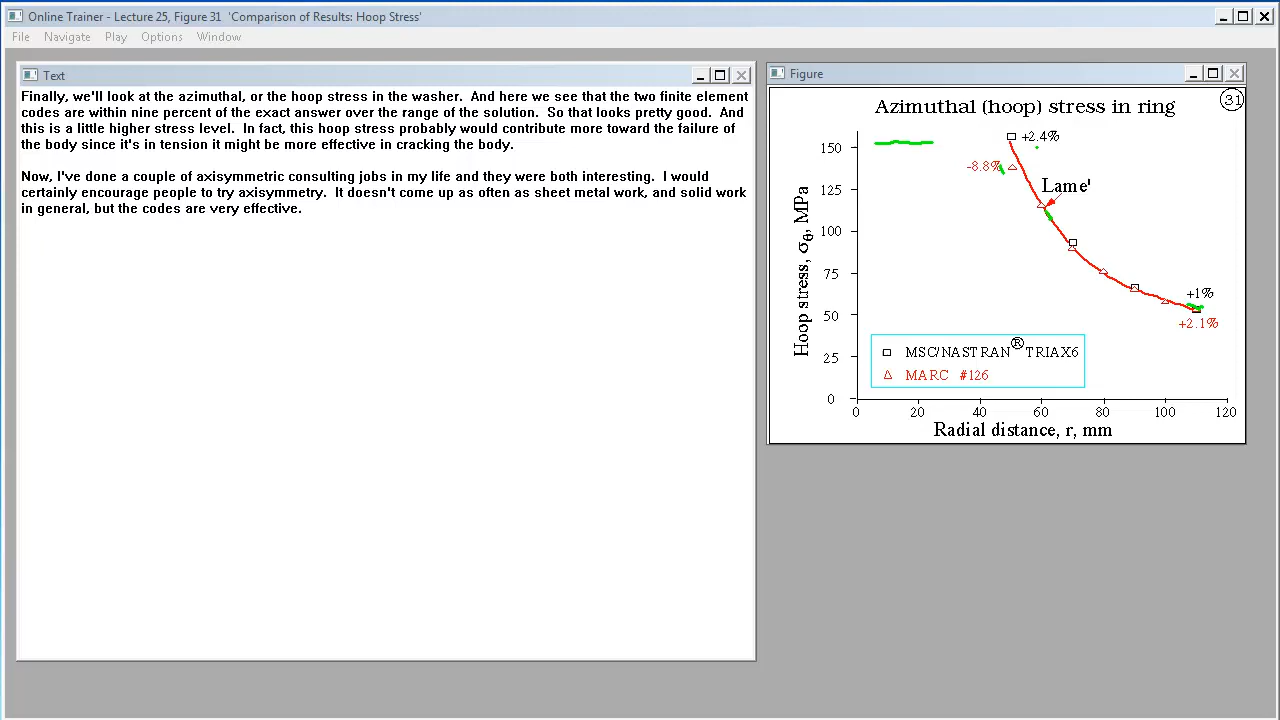 Online Trainer - Lecture 25, Figure 31  'Comparison of Results: Hoop Stress'
File Navigate Play Options Window
Text
Finally, we'll look at the azimuthal, or the hoop stress in the washer.  And here we see that the two finite element
codes are within nine percent of the exact answer over the range of the solution.  So that looks pretty good.  And
this is a little higher stress level.  In fact, this hoop stress probably would contribute more toward the failure of
the body since it's in tension it might be more effective in cracking the body.
Now, I've done a couple of axisymmetric consulting jobs in my life and they were both interesting.  I would
certainly encourage people to try axisymmetry.  It doesn't come up as often as sheet metal work, and solid work
in general, but the codes are very effective.
Figure
Azimuthal (hoop) stress in ring
31
+2.4%
-8.8%
Lame'
+1%
+2.1%
150
125
100
75
50
25
0
Hoop stress, σθ, MPa
MSC/NASTRAN® TRIAX6
MARC #126
0 20 40 60 80 100 120
Radial distance, r, mm